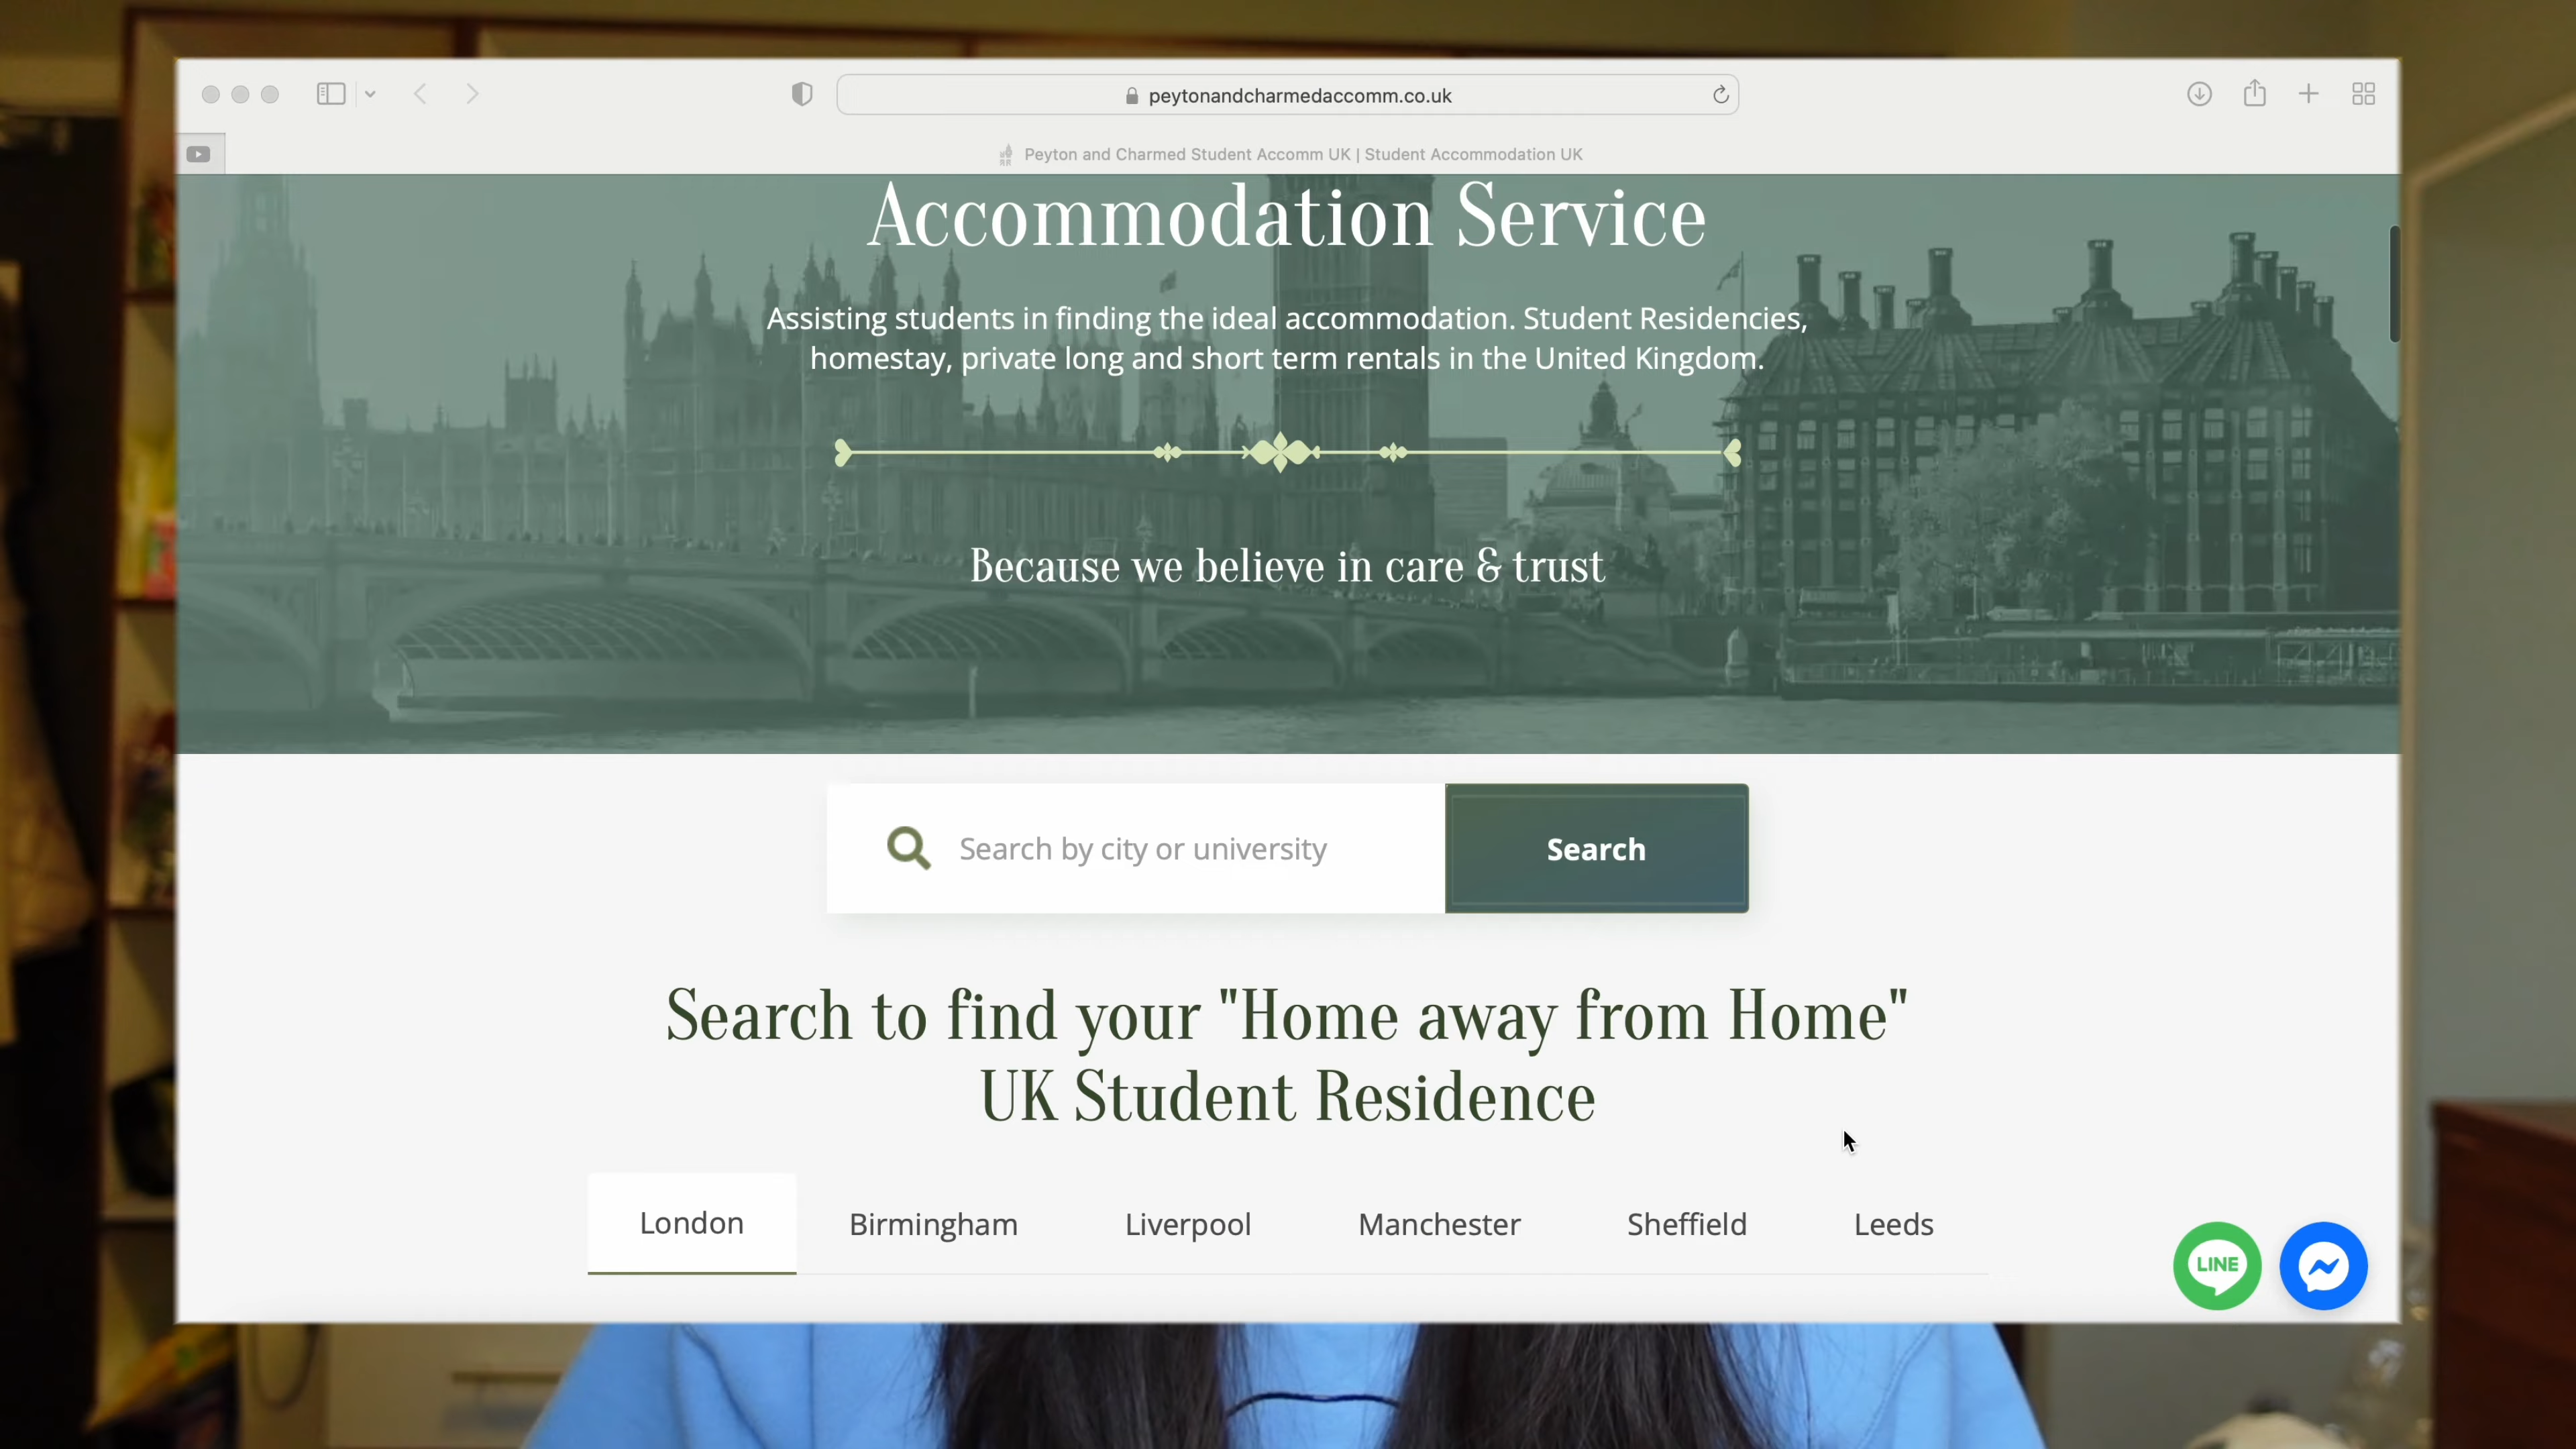 peytonandcharmedaccomm.co.uk
Peyton and Charmed Student Accomm UK | Student Accommodation UK
Accommodation Service
Assisting students in finding the ideal accommodation. Student Residencies,
homestay, private long and short term rentals in the United Kingdom.
Because we believe in care & trust
Search by city or university
Search
Search to find your "Home away from Home"
UK Student Residence
London
Birmingham
Liverpool
Manchester
Sheffield
Leeds
LINE